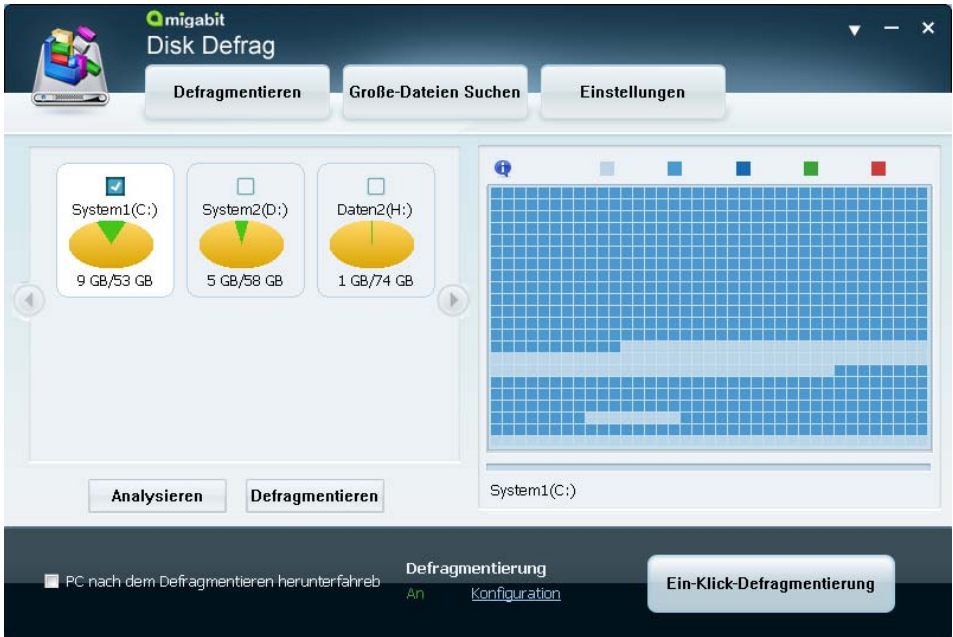 Amigabit
Disk Defrag
Defragmentieren
Große-Dateien Suchen
Einstellungen
System1(C:)
System2(D:)
Daten2(H:)
9 GB/53 GB
5 GB/58 GB
1 GB/74 GB
Analysieren
Defragmentieren
System1(C:)
PC nach dem Defragmentieren herunterfahreb
Defragmentierung
An
Konfiguration
Ein-Klick-Defragmentierung